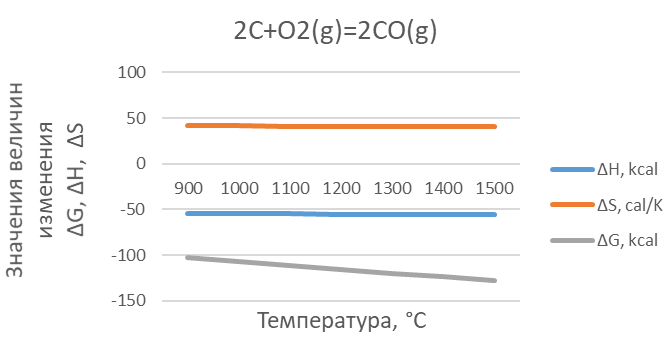 2C+O2(g)=2CO(g)
Значения величин
изменения
ΔG, ΔH, ΔS
100
50
0
-50
-100
-150
900 1000 1100 1200 1300 1400 1500
Температура, °C
ΔH, kcal
ΔS, cal/K
ΔG, kcal